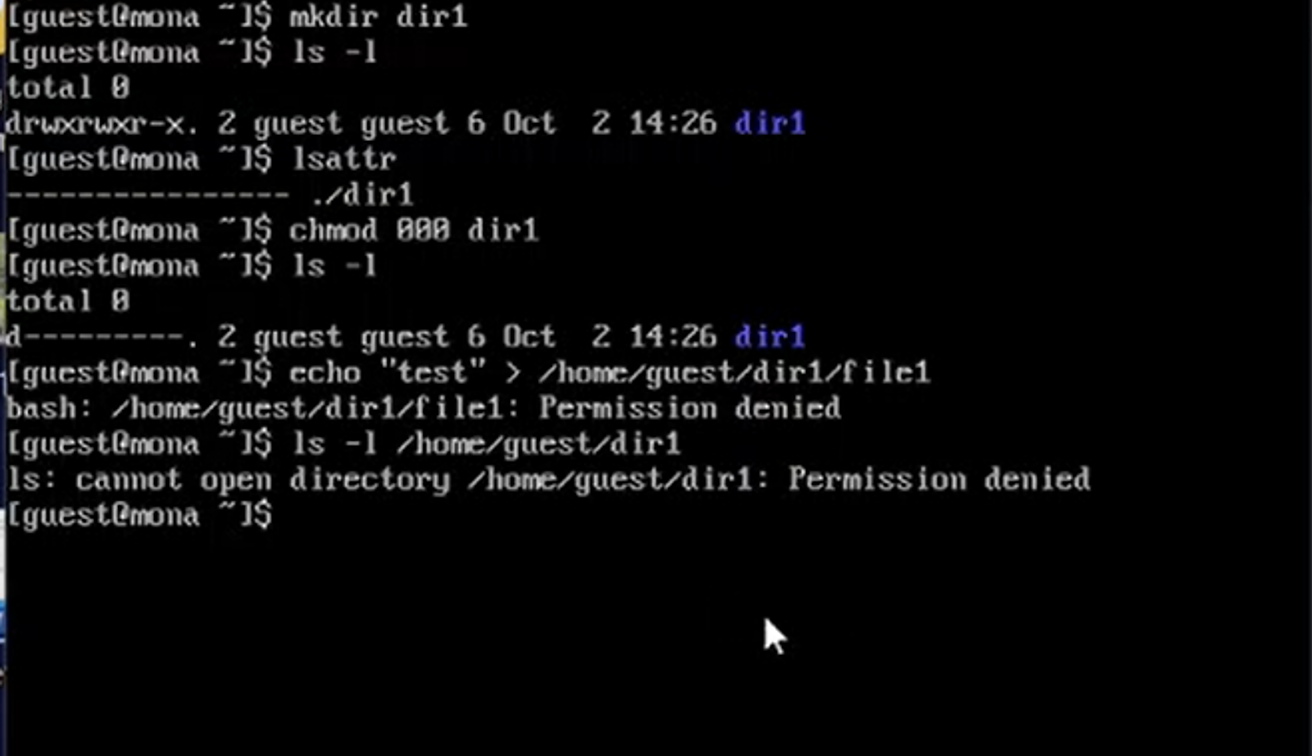 [guest@mona ~]$ mkdir dir1
[guest@mona ~]$ ls -l
total 0
drwxrwxr-x. 2 guest guest 6 Oct  2 14:26 dir1
[guest@mona ~]$ lsattr
---------------- ./dir1
[guest@mona ~]$ chmod 000 dir1
[guest@mona ~]$ ls -l
total 0
d---------. 2 guest guest 6 Oct  2 14:26 dir1
[guest@mona ~]$ echo "test" > /home/guest/dir1/file1
bash: /home/guest/dir1/file1: Permission denied
[guest@mona ~]$ ls -l /home/guest/dir1
ls: cannot open directory /home/guest/dir1: Permission denied
[guest@mona ~]$